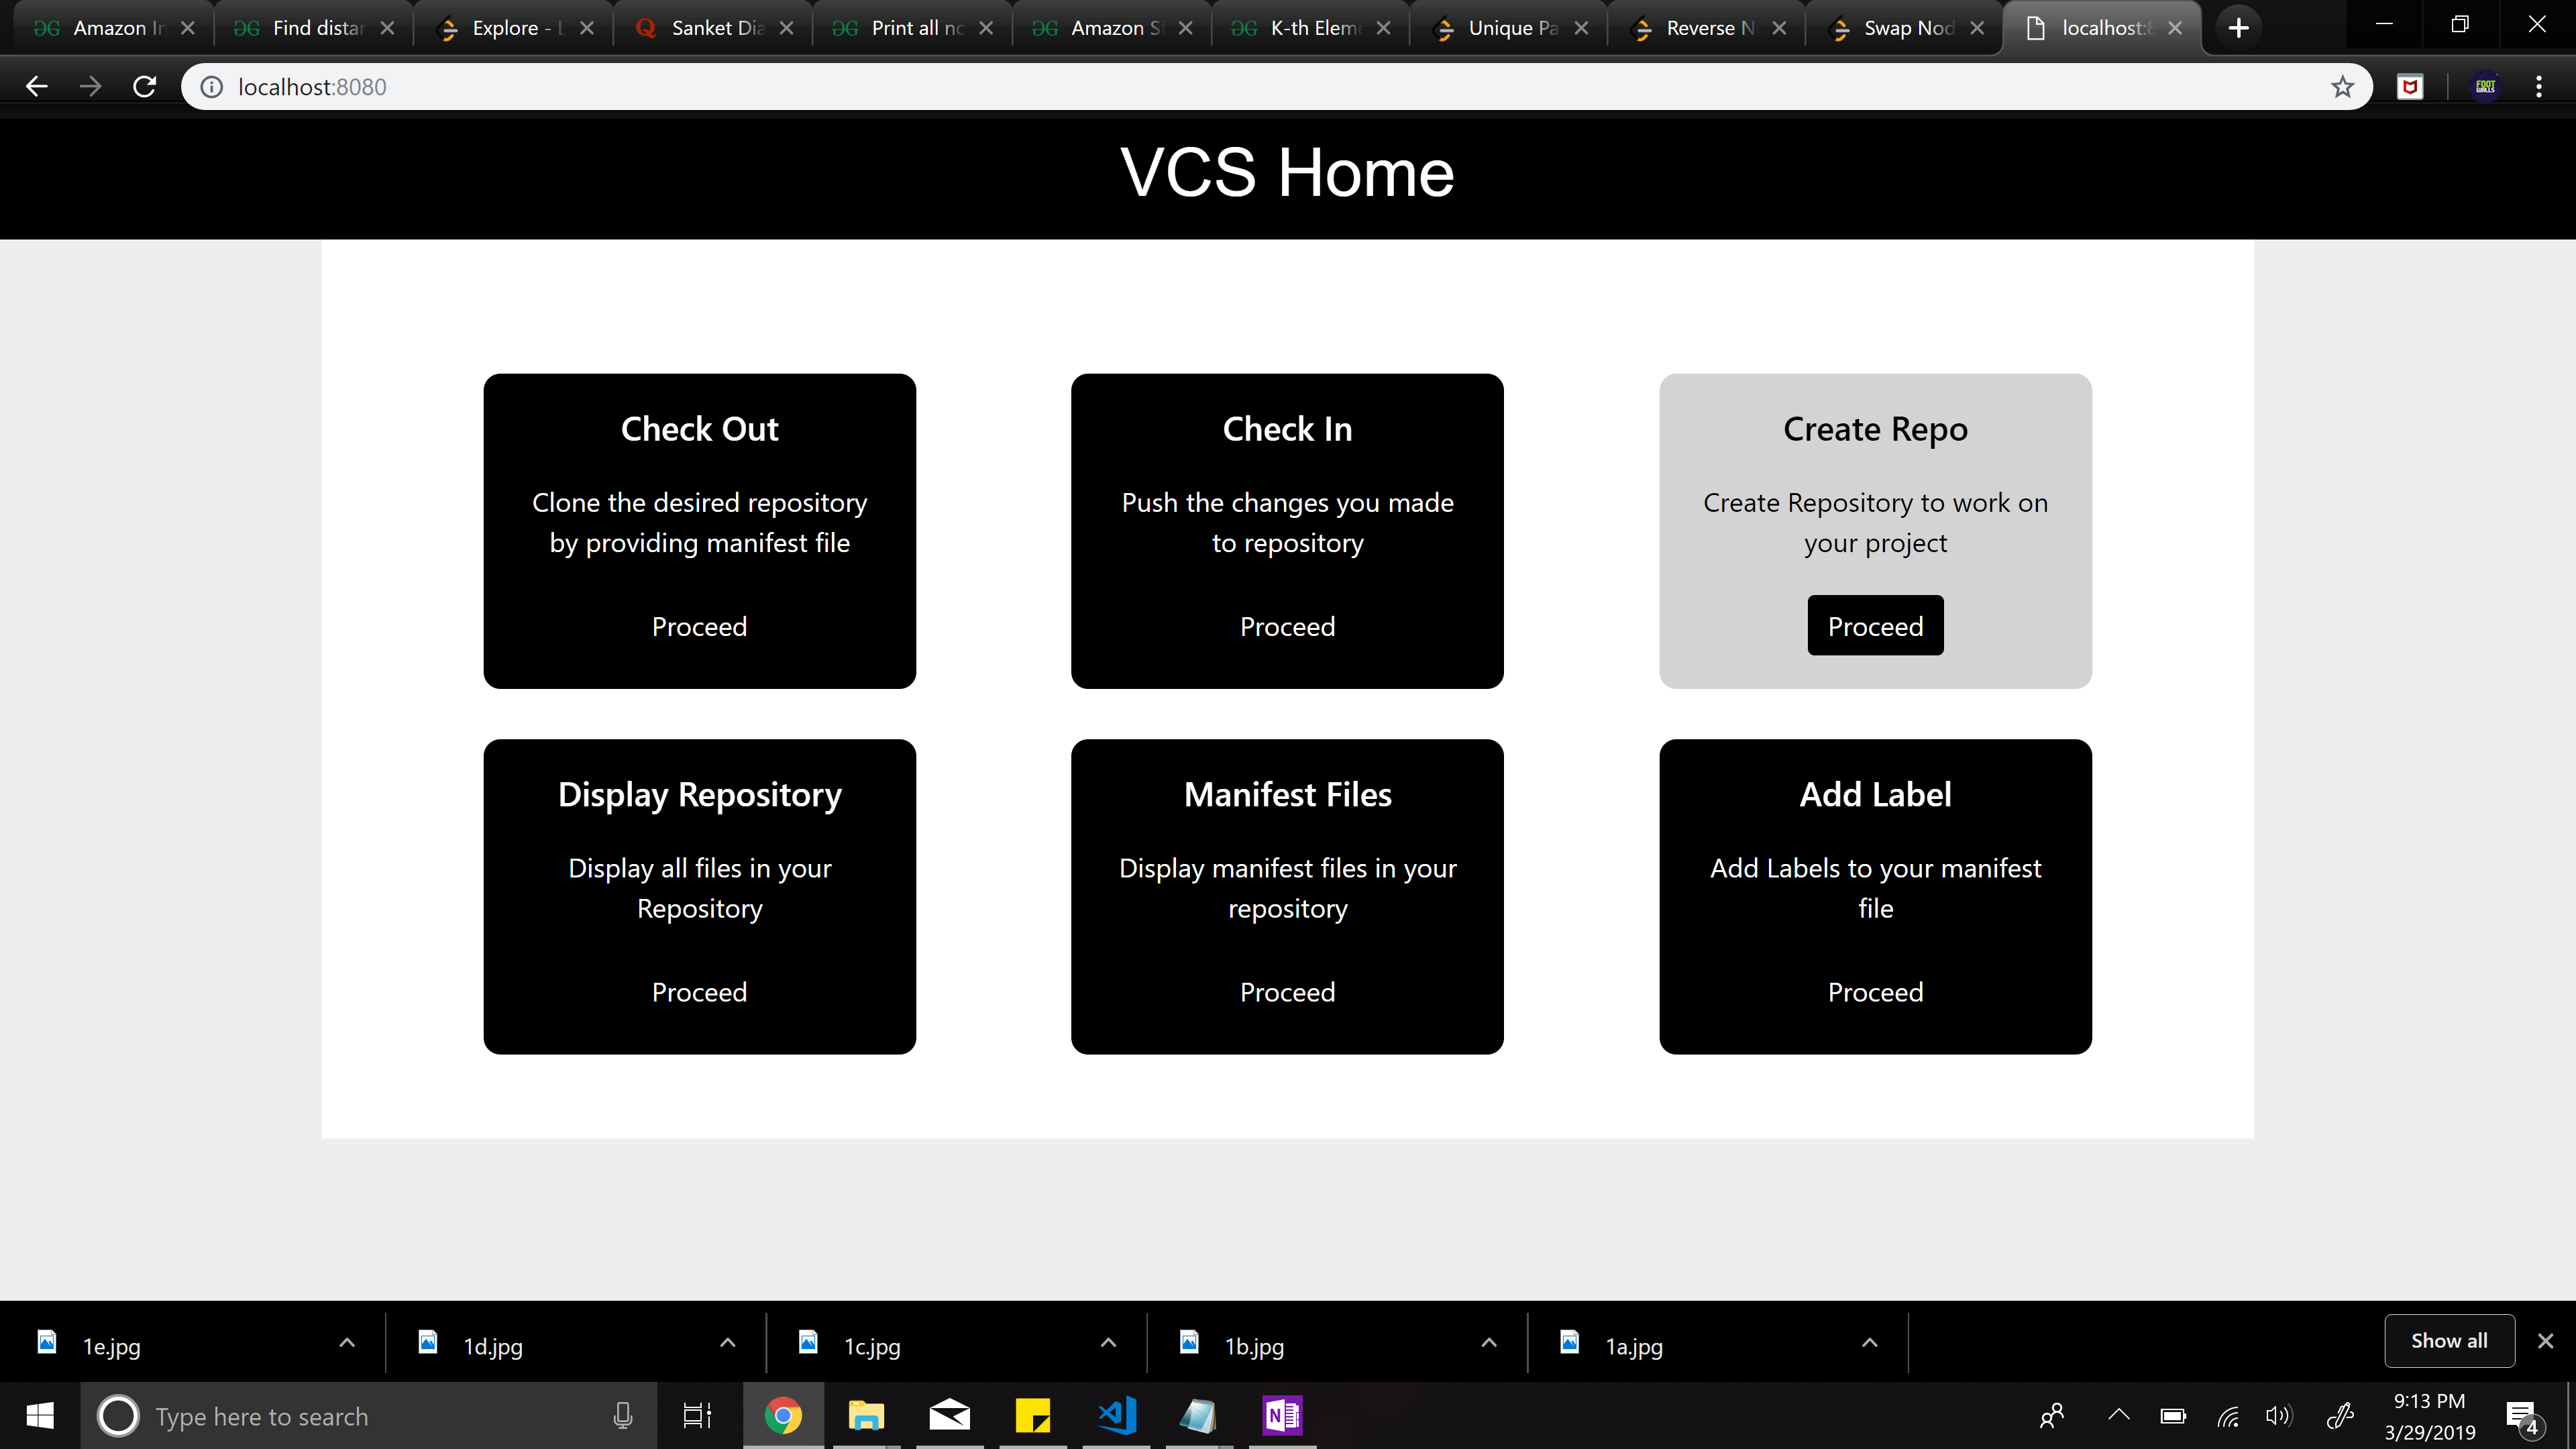 Amazon In
Find distan
Explore - L
Sanket Dia
Print all no
Amazon S
K-th Elem
Unique Pa
Reverse N
Swap Nod
localhost:8
localhost:8080
VCS Home
Check Out
Clone the desired repository
by providing manifest file
Proceed
Check In
Push the changes you made
to repository
Proceed
Create Repo
Create Repository to work on
your project
Proceed
Display Repository
Display all files in your
Repository
Proceed
Manifest Files
Display manifest files in your
repository
Proceed
Add Label
Add Labels to your manifest
file
Proceed
1e.jpg
1d.jpg
1c.jpg
1b.jpg
1a.jpg
Show all
Type here to search
9:13 PM
3/29/2019
4